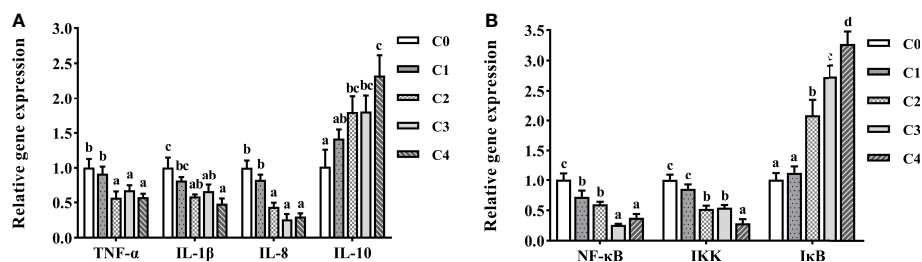 A
Relative gene expression
3.0
2.5
2.0
1.5
1.0
0.5
0.0
b b a a a
c bc ab ab a
b b a a a
a ab bc bc c
TNF-α IL-1β IL-8 IL-10
C0
C1
C2
C3
C4
B
Relative gene expression
3.5
3.0
2.5
2.0
1.5
1.0
0.5
0.0
c b b a a
c c b b a
a a b c d
NF-κB IKK IκB
C0
C1
C2
C3
C4